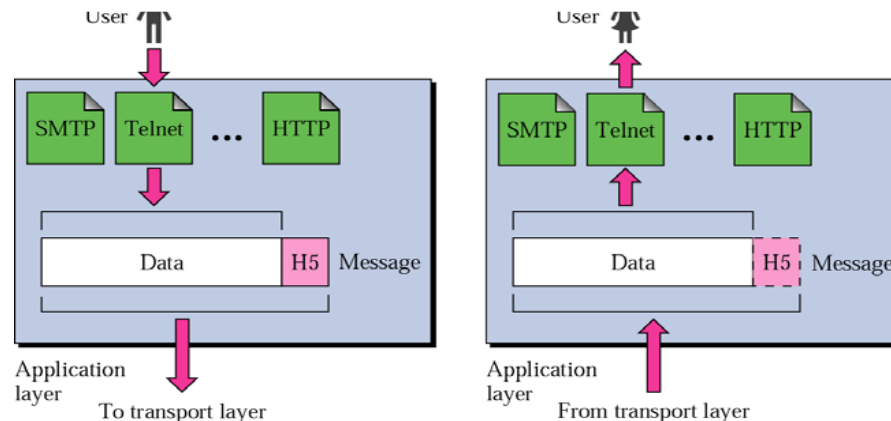 User
SMTP Telnet ... HTTP
Data H5 Message
Application
layer
To transport layer
User
SMTP Telnet ... HTTP
Data H5 Message
Application
layer
From transport layer